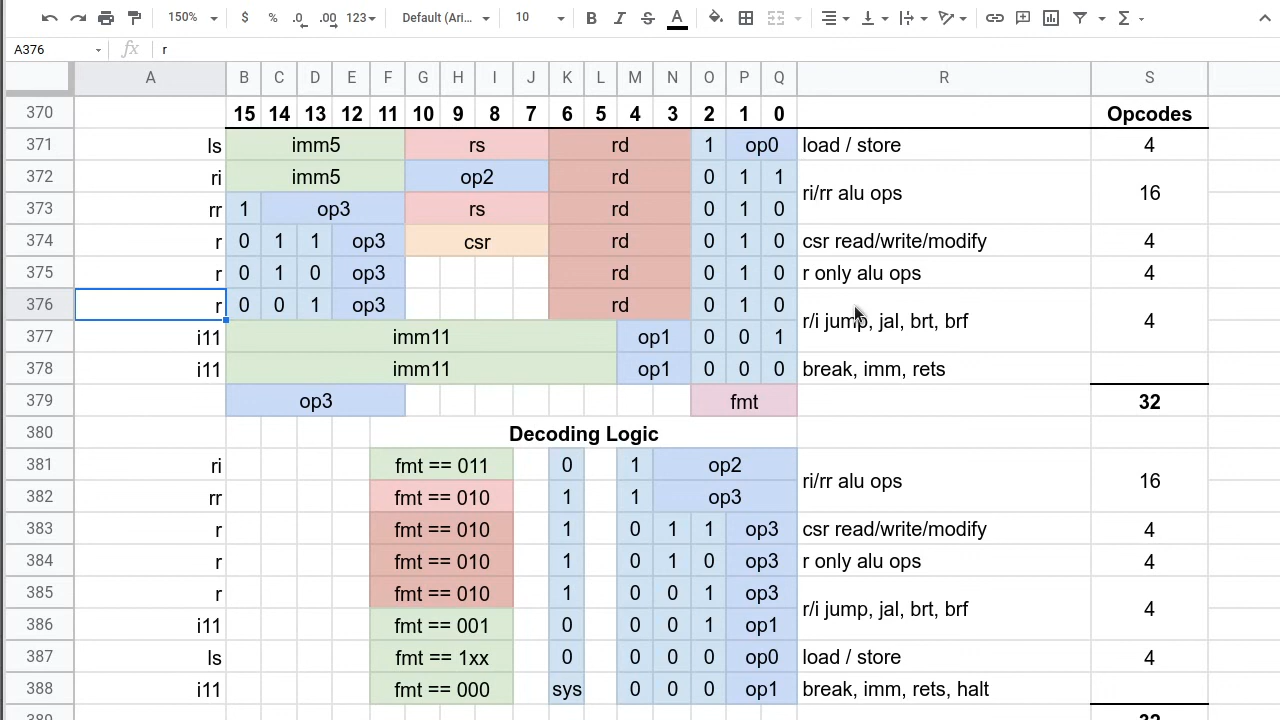 150% $ % .0 .00 123 Default (Ari... 10 B I S A
A376 fx r
A B C D E F G H I J K L M N O P Q R S
370 15 14 13 12 11 10 9 8 7 6 5 4 3 2 1 0 Opcodes
371 ls imm5 rs rd 1 op0 load / store 4
372 ri imm5 op2 rd 0 1 1
ri/rr alu ops 16
373 rr 1 op3 rs rd 0 1 0
374 r 0 1 1 op3 csr rd 0 1 0 csr read/write/modify 4
375 r 0 1 0 op3 rd 0 1 0 r only alu ops 4
376 r 0 0 1 op3 rd 0 1 0
r/i jump, jal, brt, brf 4
377 i11 imm11 op1 0 0 1
378 i11 imm11 op1 0 0 0 break, imm, rets
379 op3 fmt 32
380 Decoding Logic
381 ri fmt == 011 0 1 op2
ri/rr alu ops 16
382 rr fmt == 010 1 1 op3
383 r fmt == 010 1 0 1 1 op3 csr read/write/modify 4
384 r fmt == 010 1 0 1 0 op3 r only alu ops 4
385 r fmt == 010 1 0 0 1 op3
r/i jump, jal, brt, brf 4
386 i11 fmt == 001 0 0 0 1 op1
387 ls fmt == 1xx 0 0 0 0 op0 load / store 4
388 i11 fmt == 000 sys 0 0 0 op1 break, imm, rets, halt
389 32